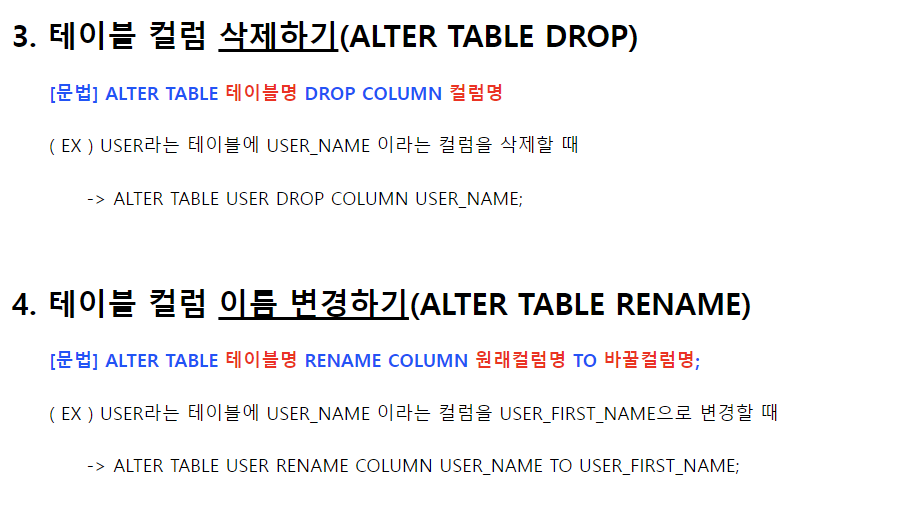 3. 테이블 컬럼 삭제하기(ALTER TABLE DROP)
[문법] ALTER TABLE 테이블명 DROP COLUMN 컬럼명
( EX ) USER라는 테이블에 USER_NAME 이라는 컬럼을 삭제할 때
-> ALTER TABLE USER DROP COLUMN USER_NAME;
4. 테이블 컬럼 이름 변경하기(ALTER TABLE RENAME)
[문법] ALTER TABLE 테이블명 RENAME COLUMN 원래컬럼명 TO 바꿀컬럼명;
( EX ) USER라는 테이블에 USER_NAME 이라는 컬럼을 USER_FIRST_NAME으로 변경할 때
-> ALTER TABLE USER RENAME COLUMN USER_NAME TO USER_FIRST_NAME;